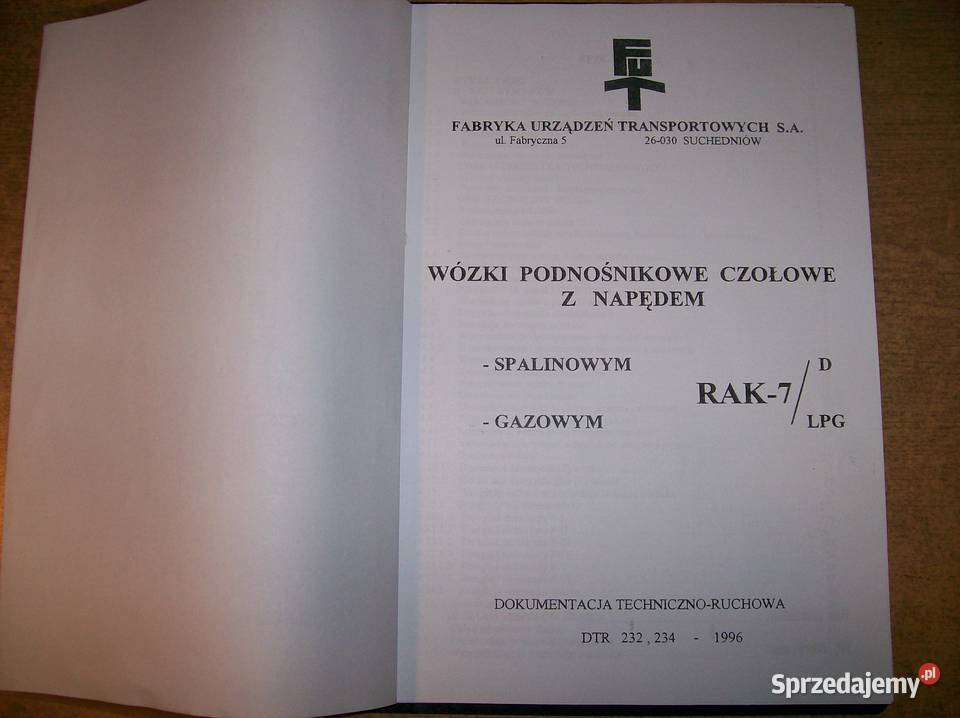 FUT
FABRYKA URZĄDZEŃ TRANSPORTOWYCH S.A.
ul. Fabryczna 5 26-030 SUCHEDNIÓW
WÓZKI PODNOŚNIKOWE CZOŁOWE
Z NAPĘDEM
- SPALINOWYM
- GAZOWYM
RAK-7/
D
LPG
DOKUMENTACJA TECHNICZNO-RUCHOWA
DTR 232 , 234 - 1996
Sprzedajemy.pl